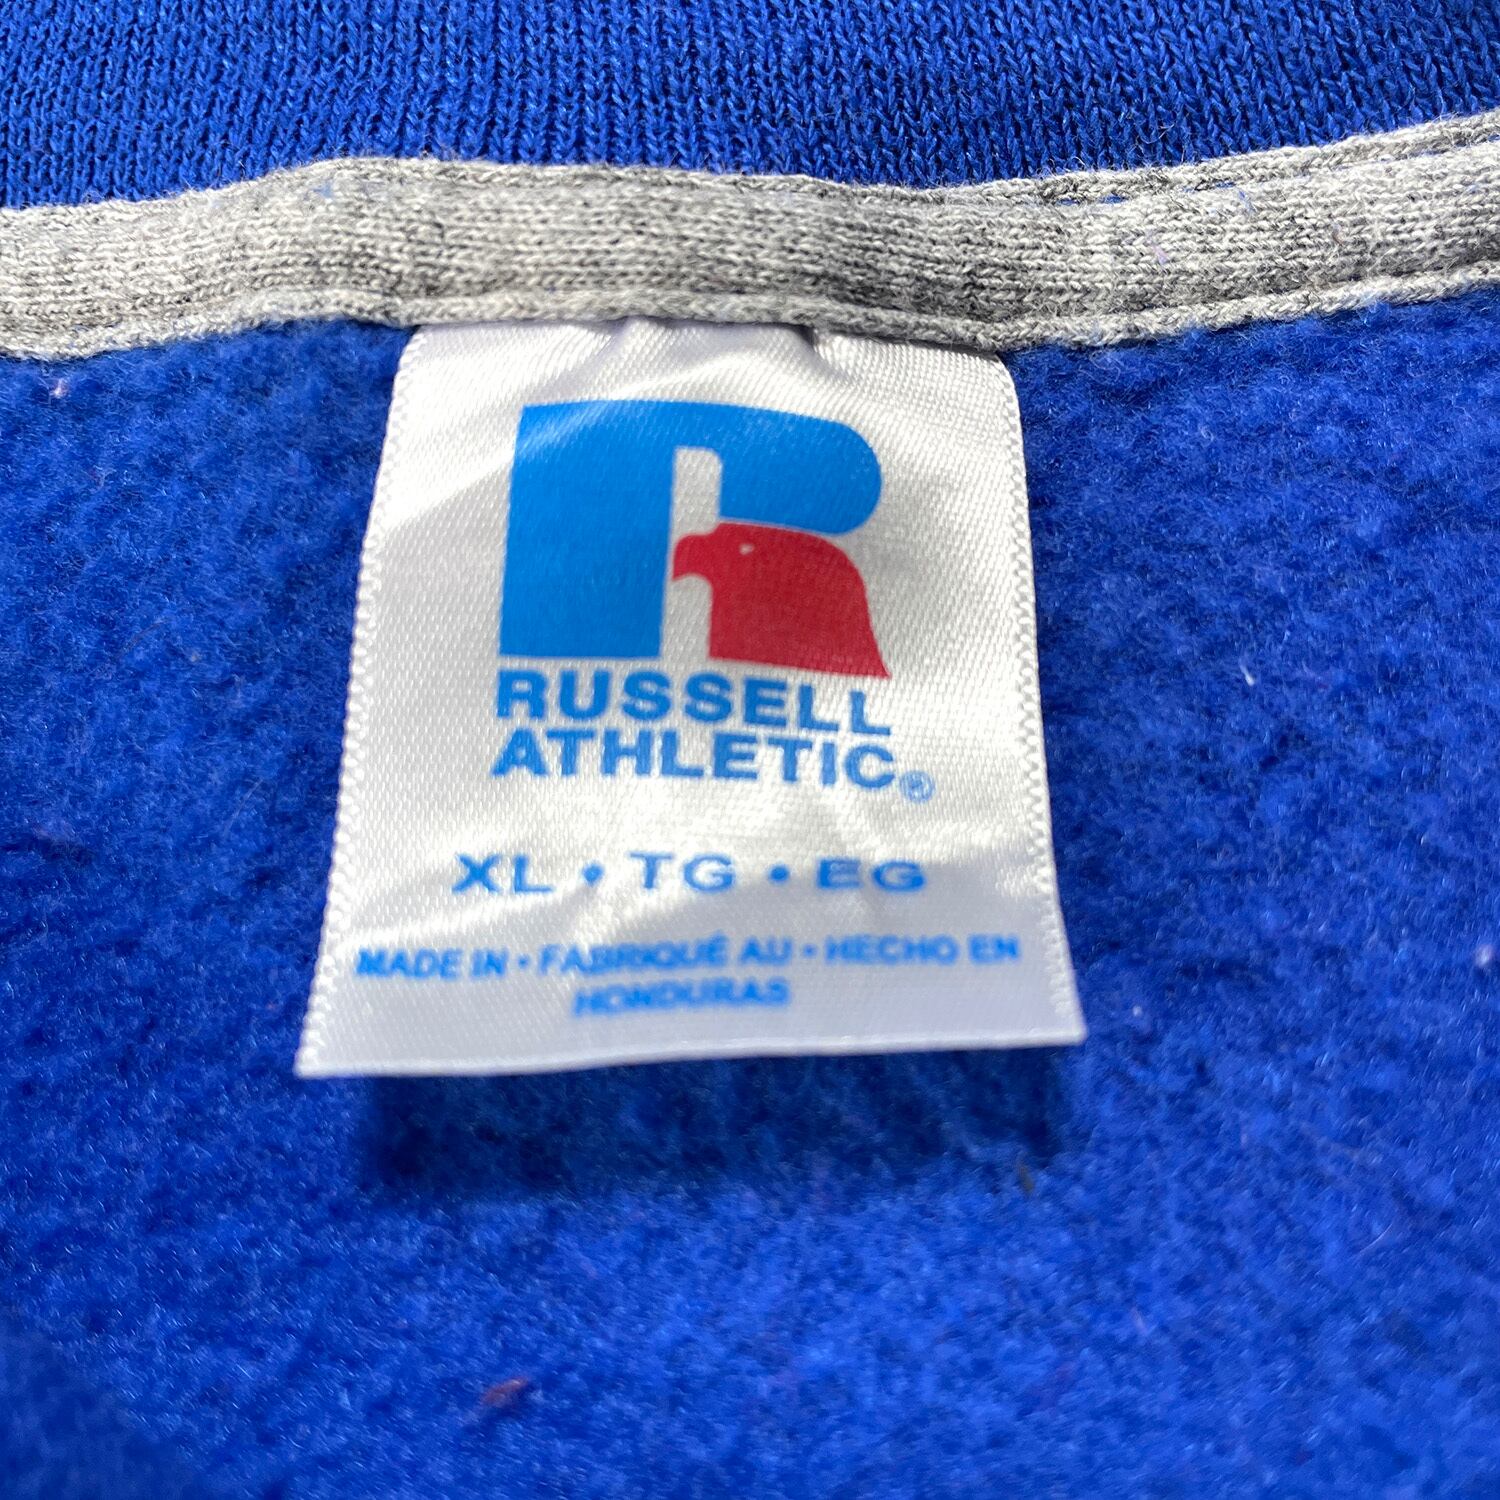 R
RUSSELL
ATHLETIC®
XL • TG • EG
MADE IN • FABRIQUÉ AU • HECHO EN
HONDURAS